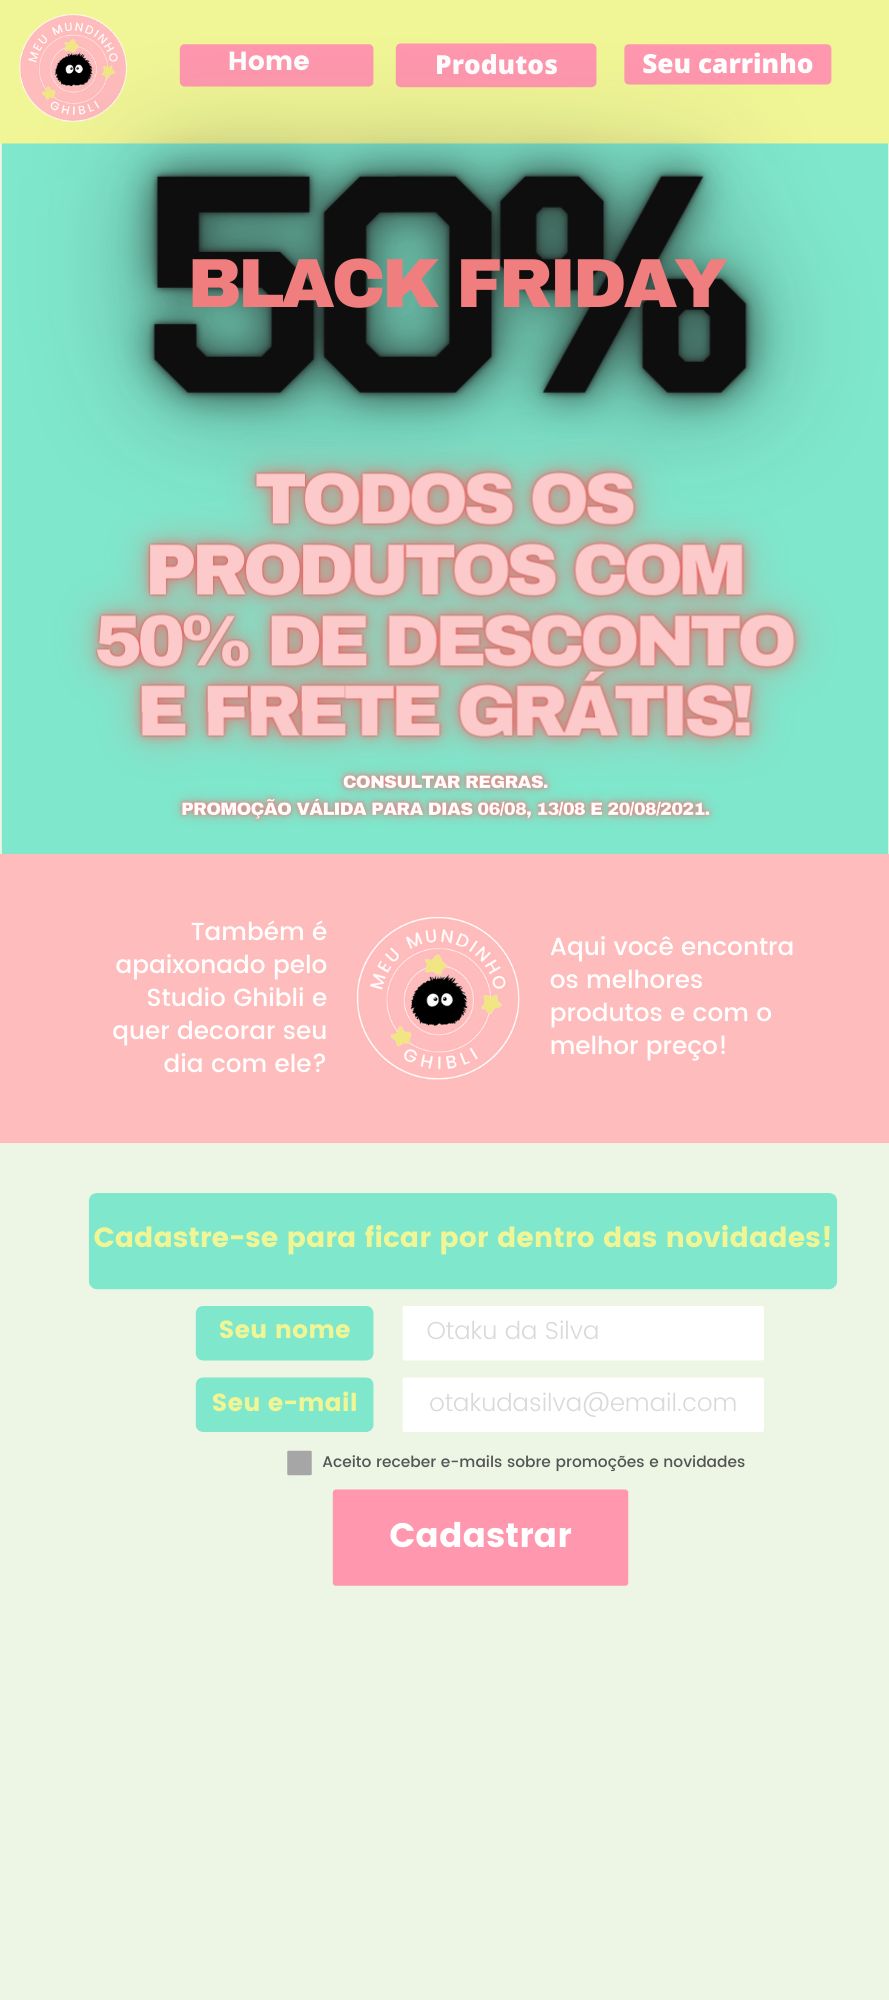 MEU MUNDINHO
GHIBLI
Home
Produtos
Seu carrinho
50%
BLACK FRIDAY
TODOS OS
PRODUTOS COM
50% DE DESCONTO
E FRETE GRÁTIS!
CONSULTAR REGRAS.
PROMOÇÃO VÁLIDA PARA DIAS 06/08, 13/08 E 20/08/2021.
Também é
apaixonado pelo
Studio Ghibli e
quer decorar seu
dia com ele?
MEU MUNDINHO
GHIBLI
Aqui você encontra
os melhores
produtos e com o
melhor preço!
Cadastre-se para ficar por dentro das novidades!
Seu nome
Otaku da Silva
Seu e-mail
otakudasilva@email.com
Aceito receber e-mails sobre promoções e novidades
Cadastrar